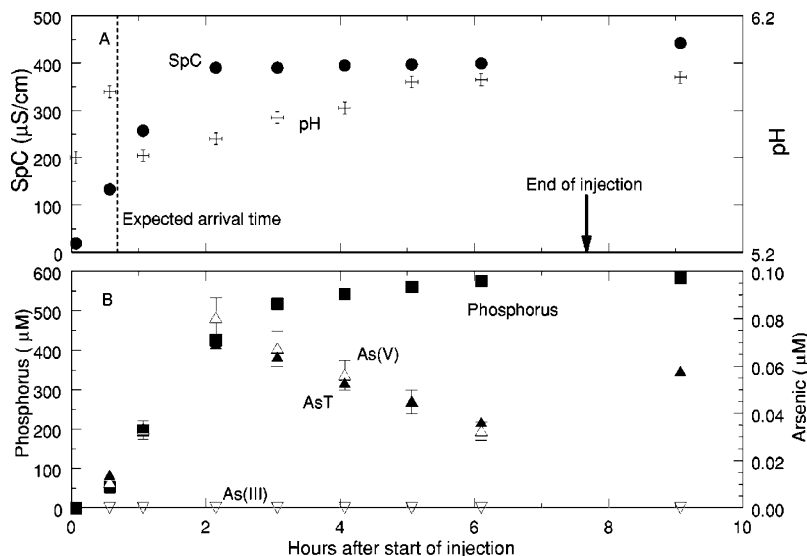 500
400
300
200
100
0
SpC (µS/cm)
A
SpC
pH
Expected arrival time
End of injection
6.2
5.2
pH
600
500
400
300
200
100
0
Phosphorus ( µM)
B
Phosphorus
As(V)
AsT
As(III)
0.10
0.08
0.06
0.04
0.02
0.00
Arsenic ( µM)
0 2 4 6 8 10
Hours after start of injection